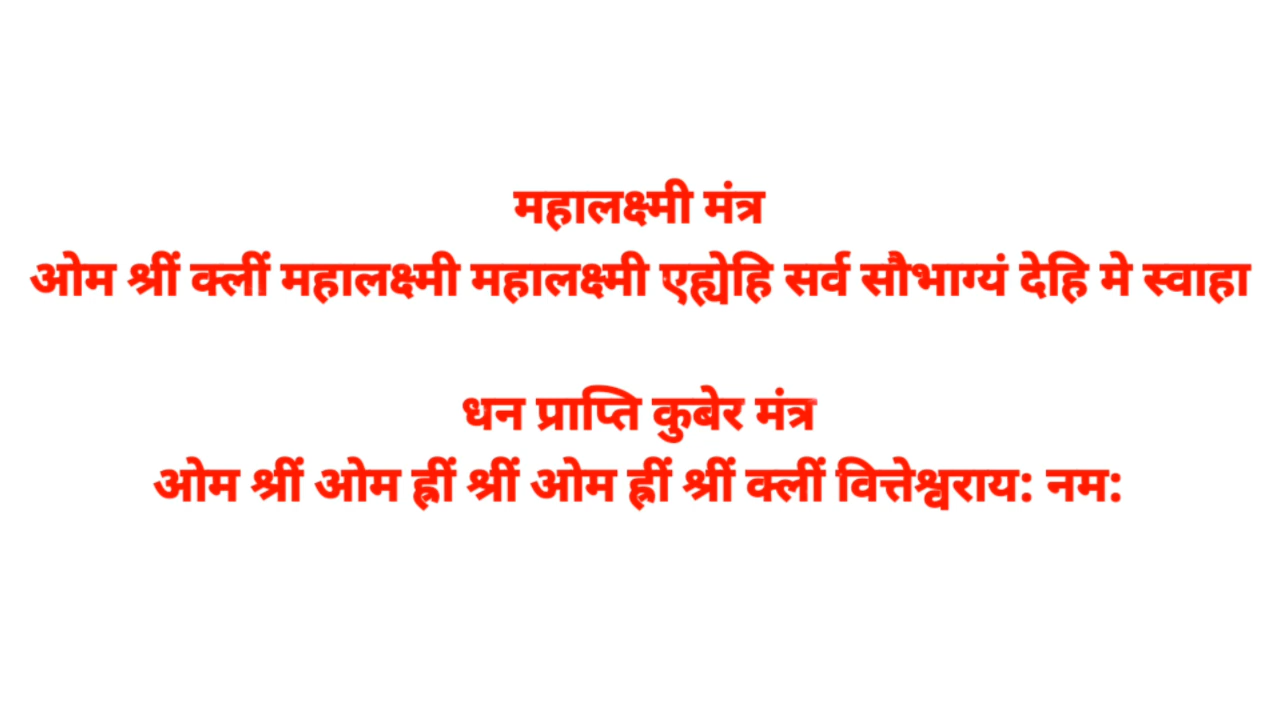 महालक्ष्मी मंत्र
ओम श्रीं क्लीं महालक्ष्मी महालक्ष्मी एह्येहि सर्व सौभाग्यं देहि मे स्वाहा
धन प्राप्ति कुबेर मंत्र
ओम श्रीं ओम ह्रीं श्रीं ओम ह्रीं श्रीं क्लीं वित्तेश्वराय: नम: